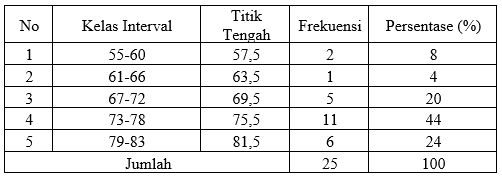 No Kelas Interval Titik Tengah Frekuensi Persentase (%)
1 55-60 57,5 2 8
2 61-66 63,5 1 4
3 67-72 69,5 5 20
4 73-78 75,5 11 44
5 79-83 81,5 6 24
Jumlah 25 100